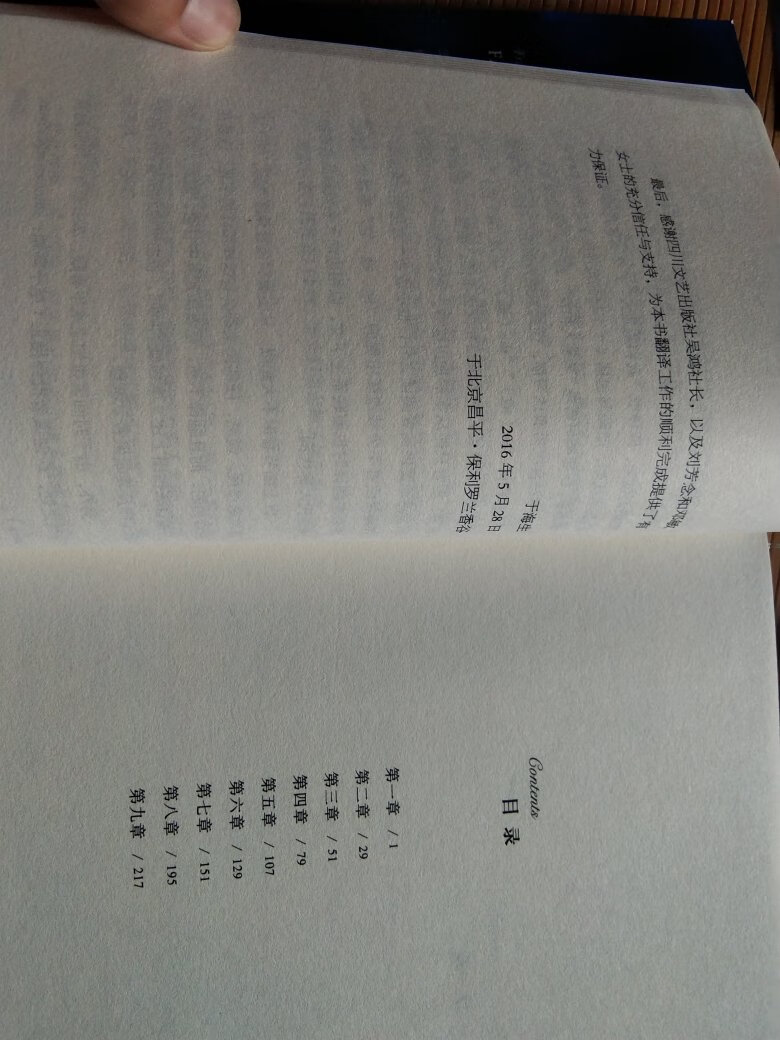 最后，感谢四川文艺出版社吴鸿社长，以及刘芳念和邓敏
女士的充分信任与支持，为本书翻译工作的顺利完成提供了有
力保证。
于海生
2016年5月28日
于北京昌平·保利罗兰香谷
Contents
目录
第一章 / 1
第二章 / 29
第三章 / 51
第四章 / 79
第五章 / 107
第六章 / 129
第七章 / 151
第八章 / 195
第九章 / 217